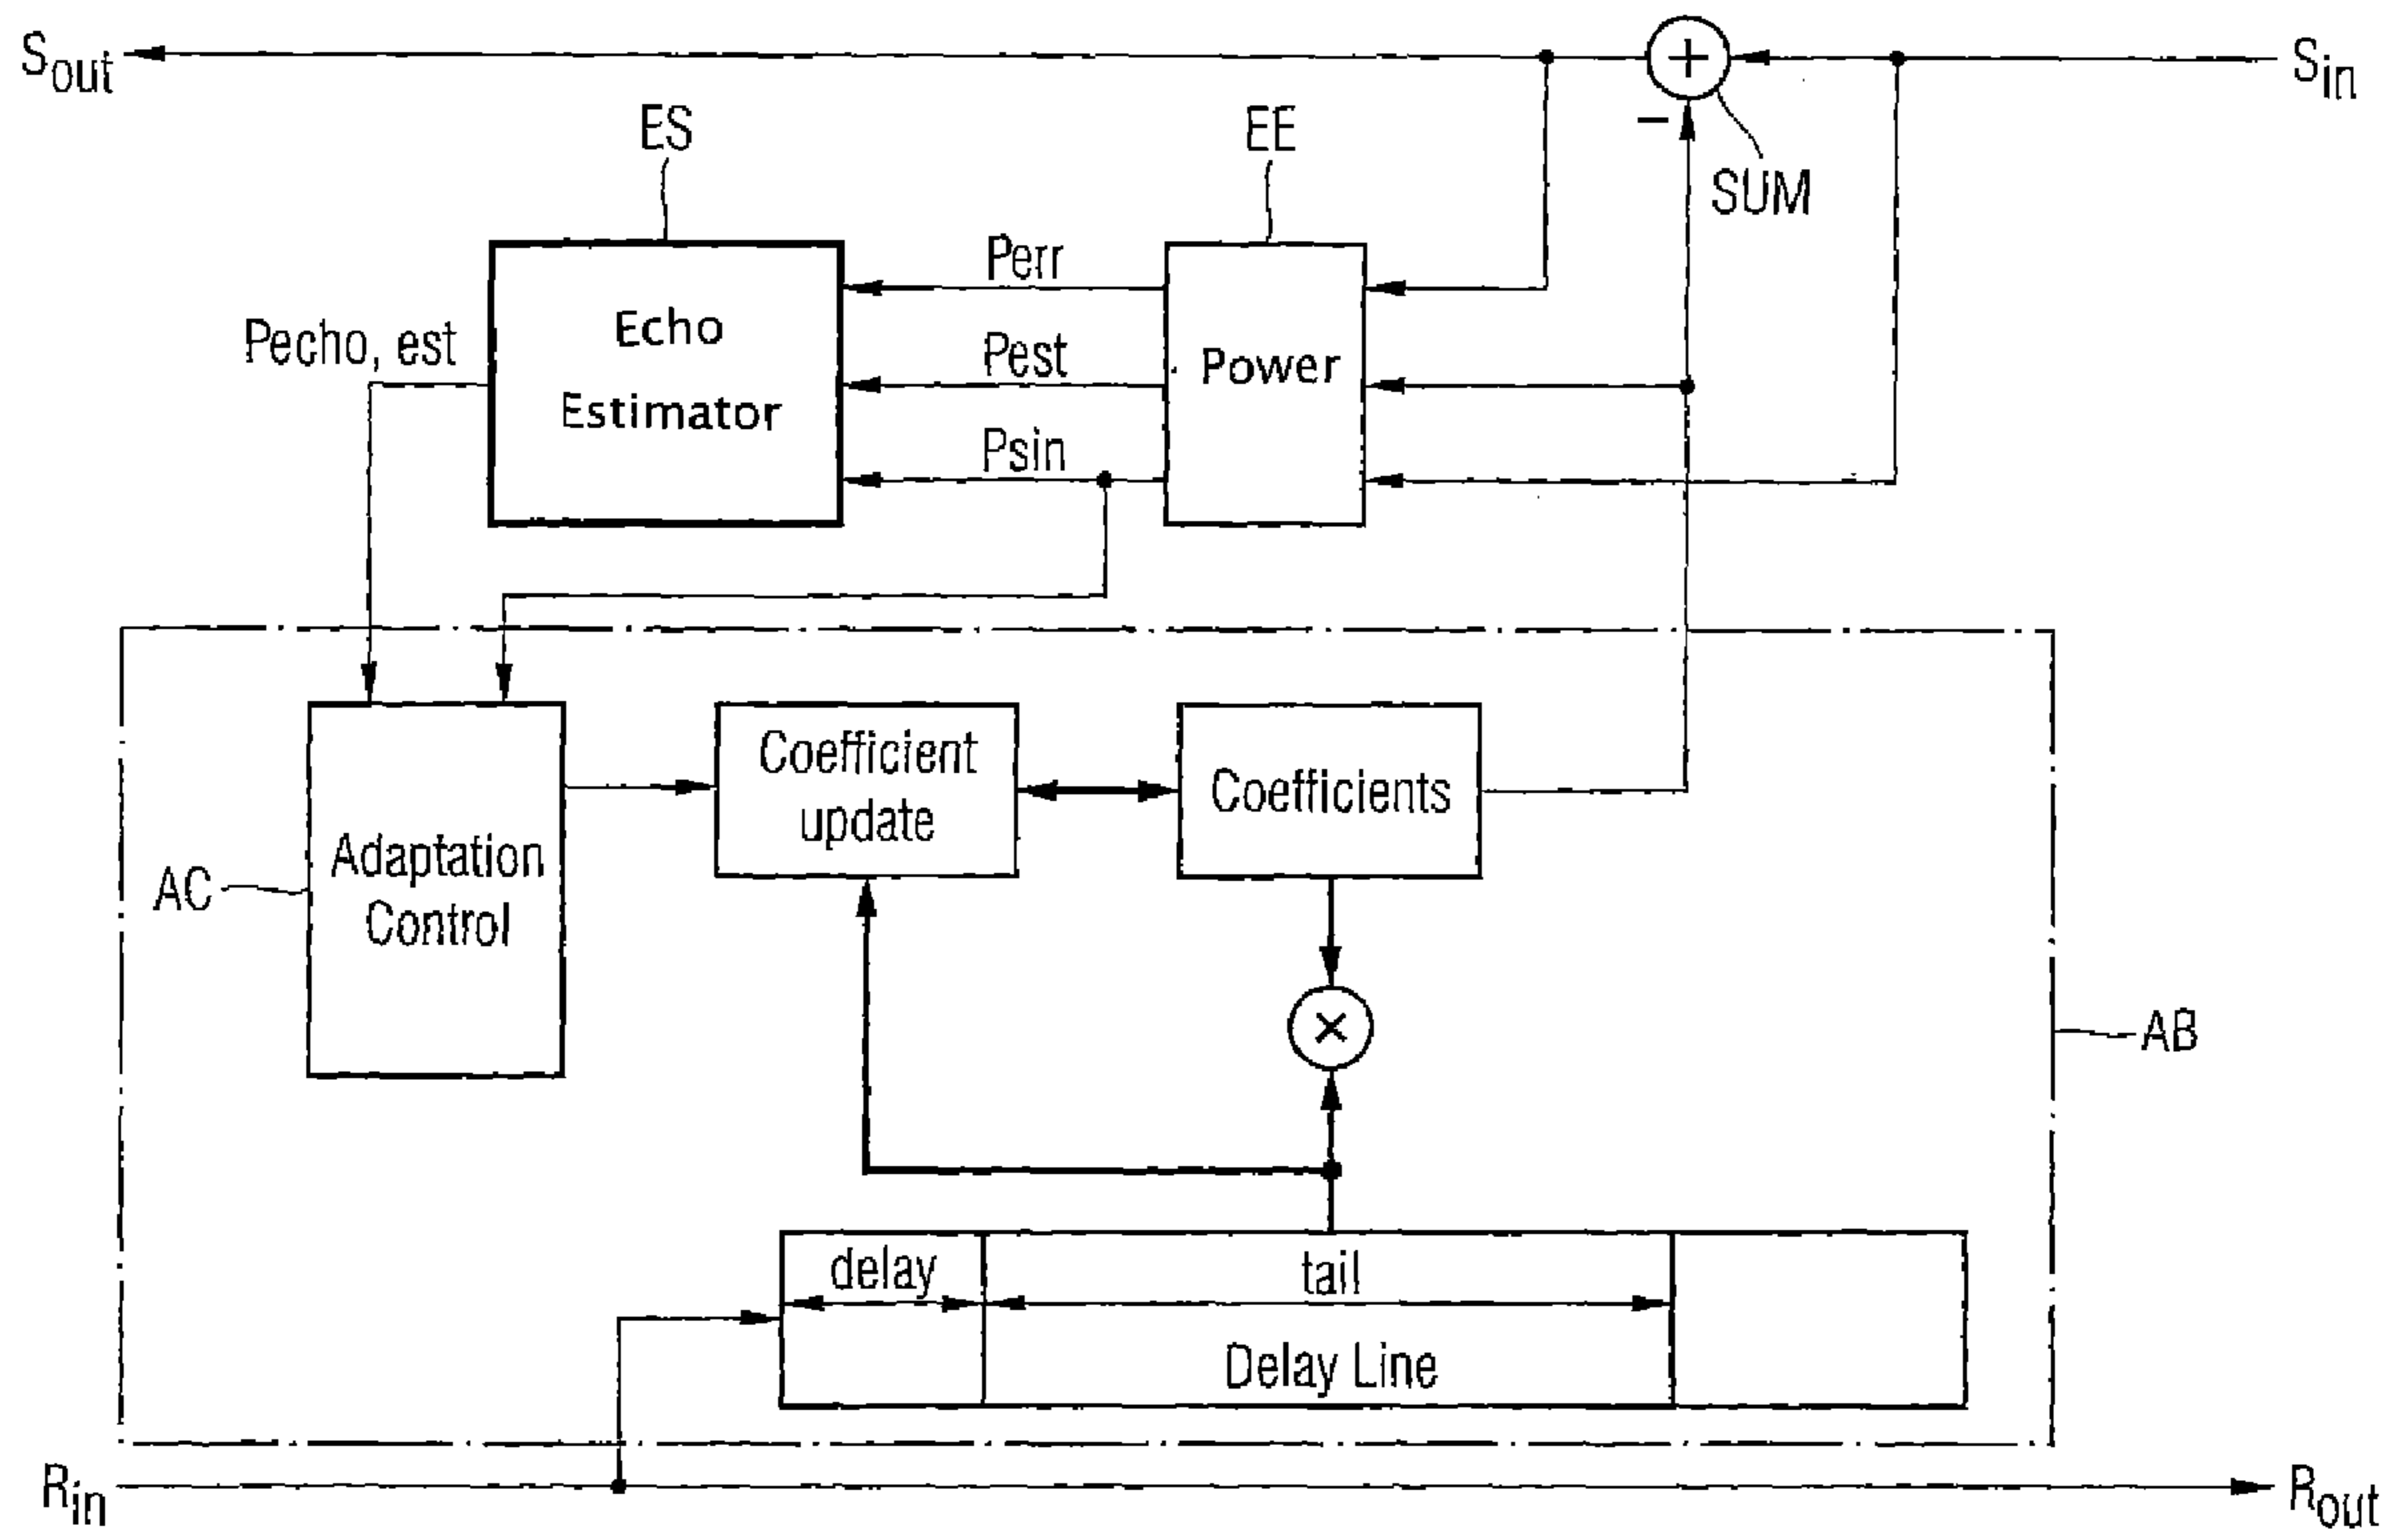 Sout
+
Sin
ES
EE
–
SUM
Perr
Echo
Estimator
Pecho, est
Pest
Power
Psin
Coefficient
update
Coefficients
Adaptation
Control
AC
×
AB
delay
tail
Delay Line
Rin
Rout